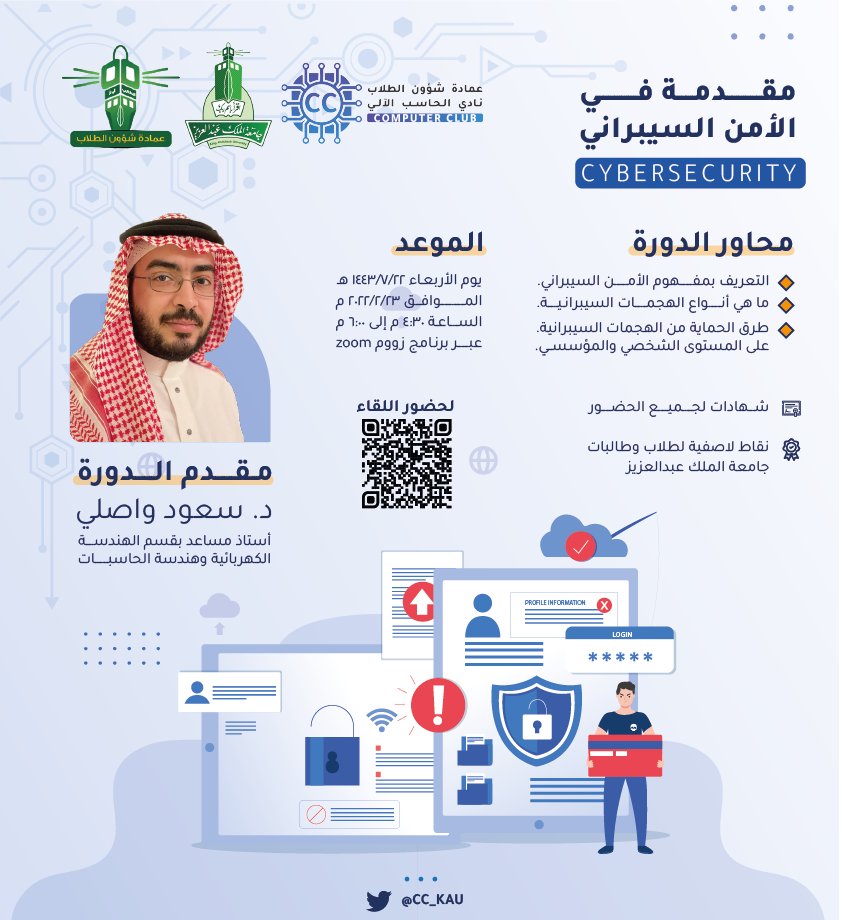 مقدمة في
الأمن السيبراني
CYBERSECURITY
عمادة شؤون الطلاب
نادي الحاسب الآلي
COMPUTER CLUB
CC
جامعة الملك عبدالعزيز
عمادة شؤون الطلاب
محاور الدورة
التعريف بمفهوم الأمن السيبراني.
ما هي أنواع الهجمات السيبرانية.
طرق الحماية من الهجمات السيبرانية.
على المستوى الشخصي والمؤسسي.
شهادات لجميع الحضور
نقاط لاصفية لطلاب وطالبات
جامعة الملك عبدالعزيز
الموعد
يوم الأربعاء ١٤٤٣/٧/٢٢ هـ
الموافق ٢٠٢٢/٢/٢٣ م
الساعة ٤:٣٠ م إلى ٦:٠٠ م
عبر برنامج زووم zoom
لحضور اللقاء
مقدم الدورة
د. سعود واصلي
أستاذ مساعد بقسم الهندسة
الكهربائية وهندسة الحاسبات
PROFILE INFORMATION
X
LOGIN
*****
!
@CC_KAU